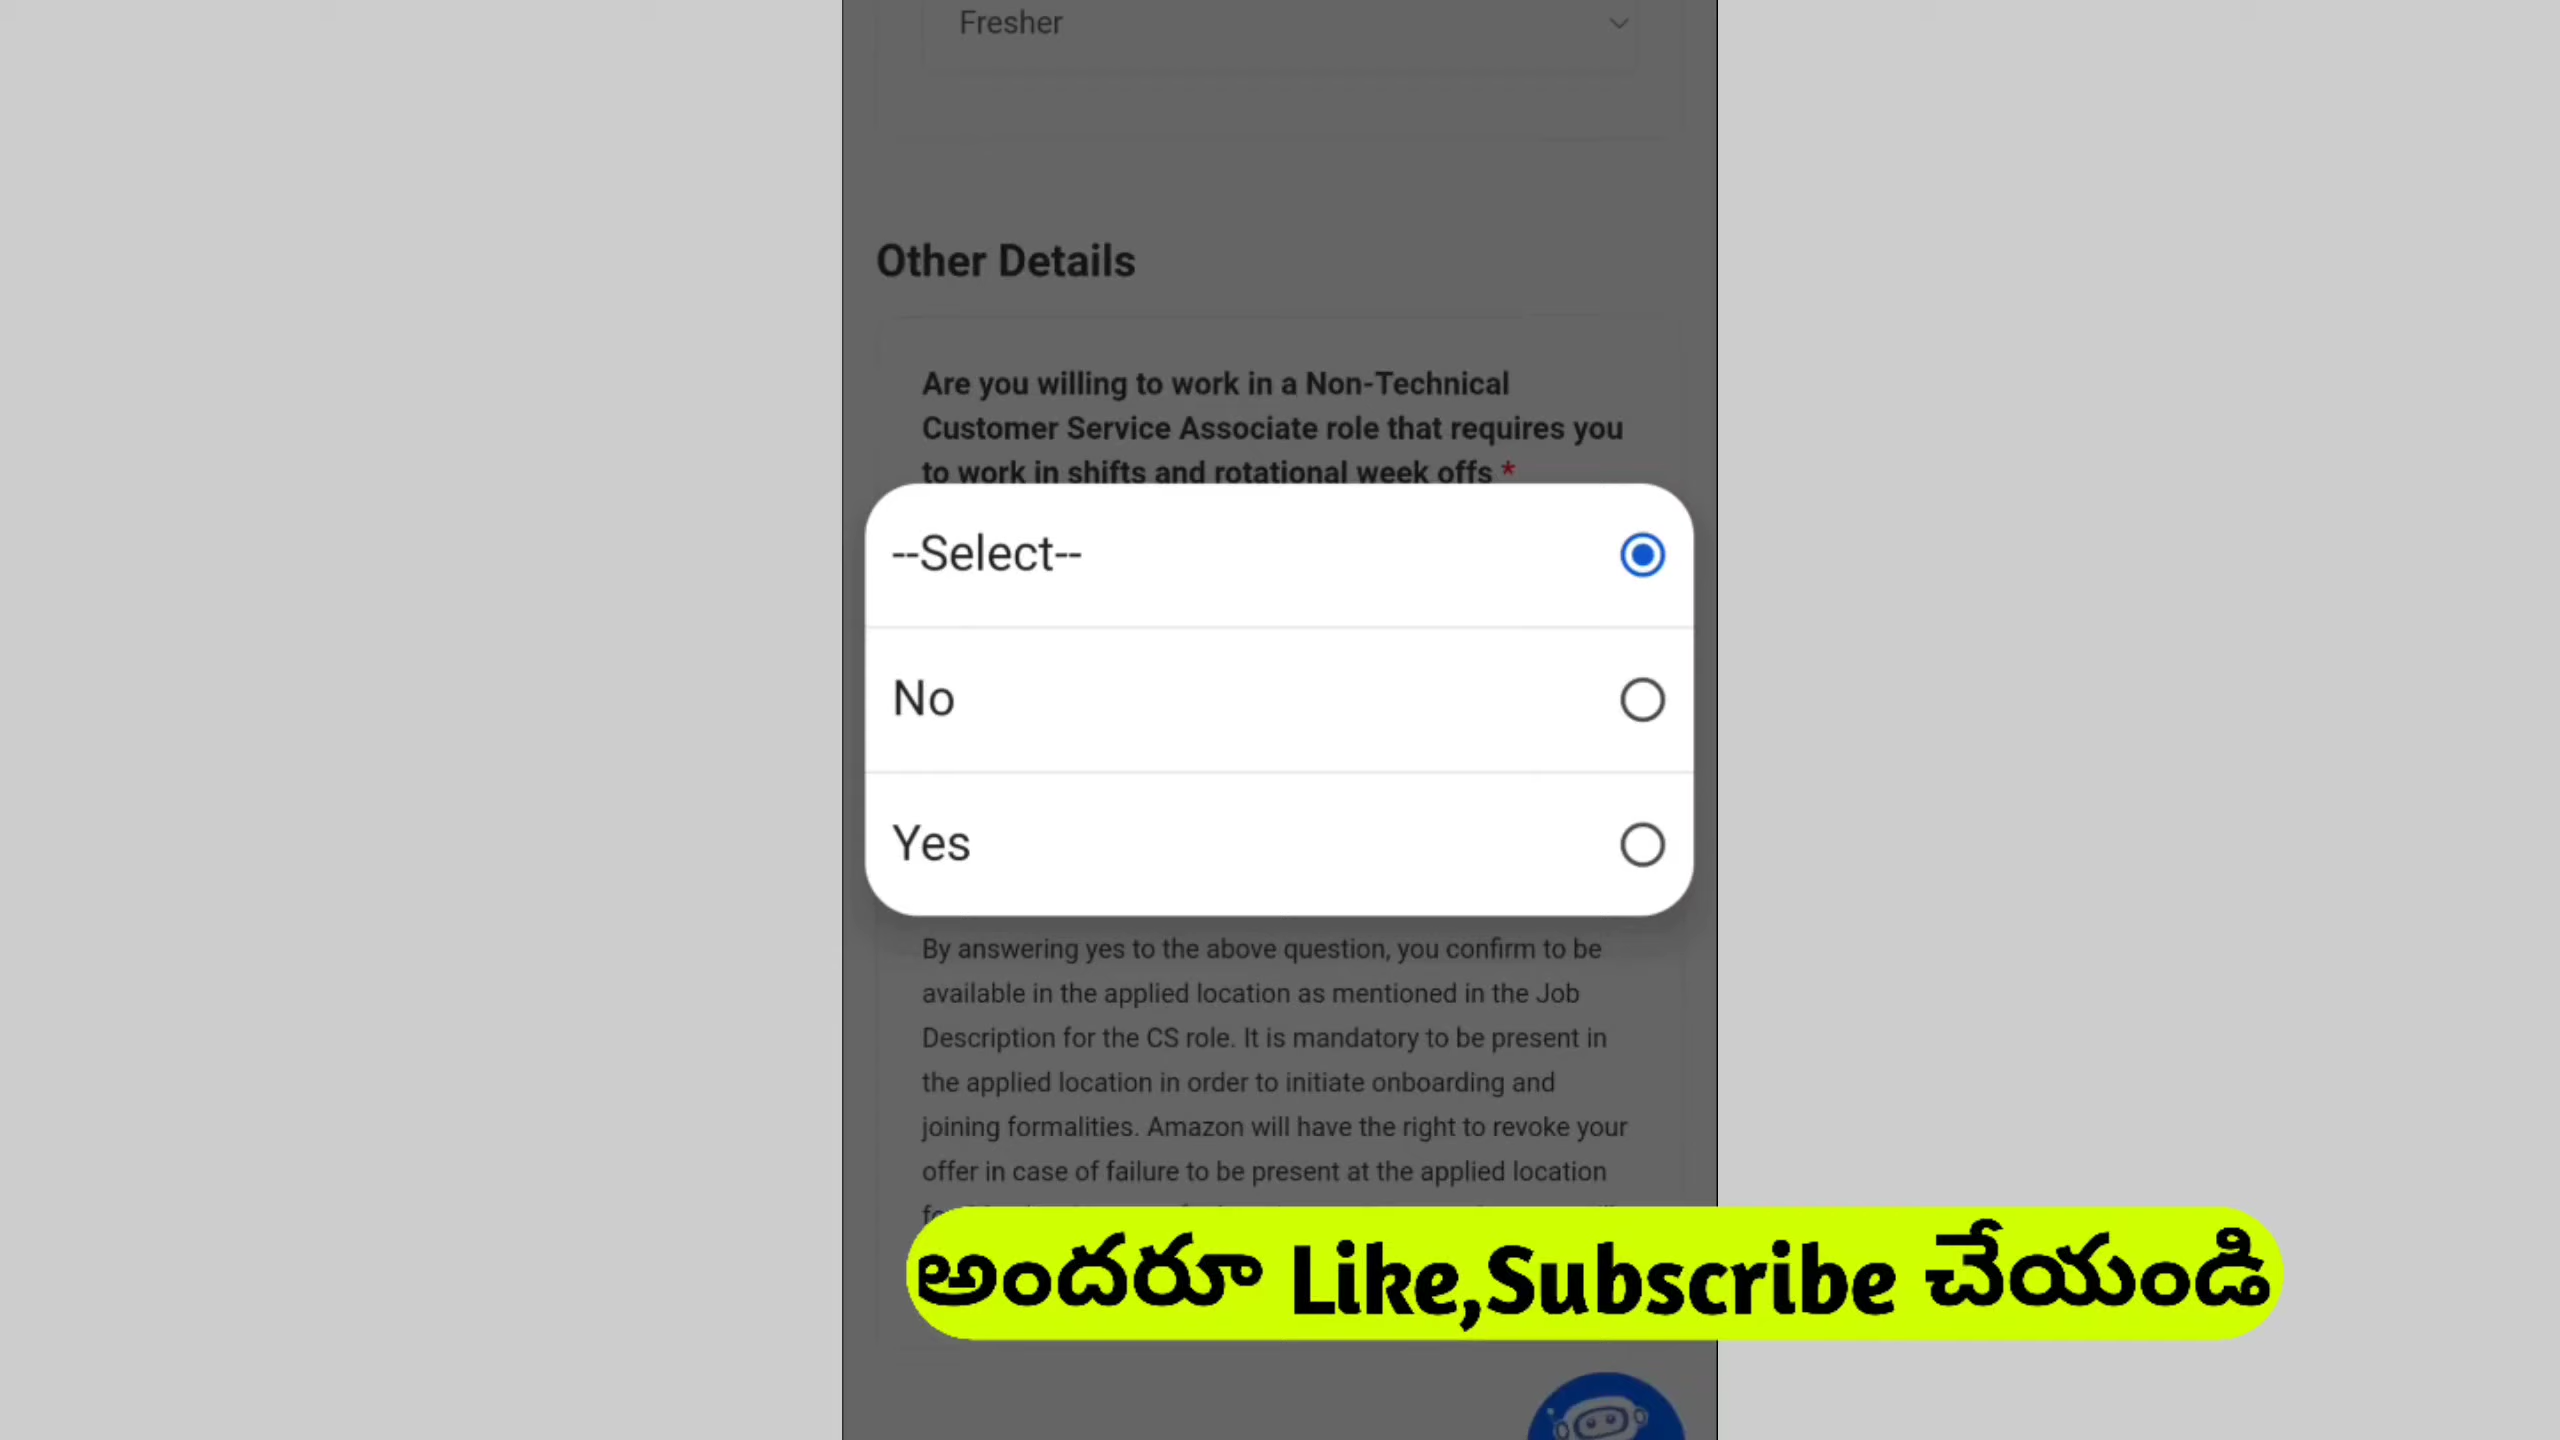 Fresher
Other Details
Are you willing to work in a Non-Technical
Customer Service Associate role that requires you
to work in shifts and rotational week offs *
--Select--
No
Yes
By answering yes to the above question, you confirm to be
available in the applied location as mentioned in the Job
Description for the CS role. It is mandatory to be present in
the applied location in order to initiate onboarding and
joining formalities. Amazon will have the right to revoke your
offer in case of failure to be present at the applied location
అందరూ Like,Subscribe చేయండి